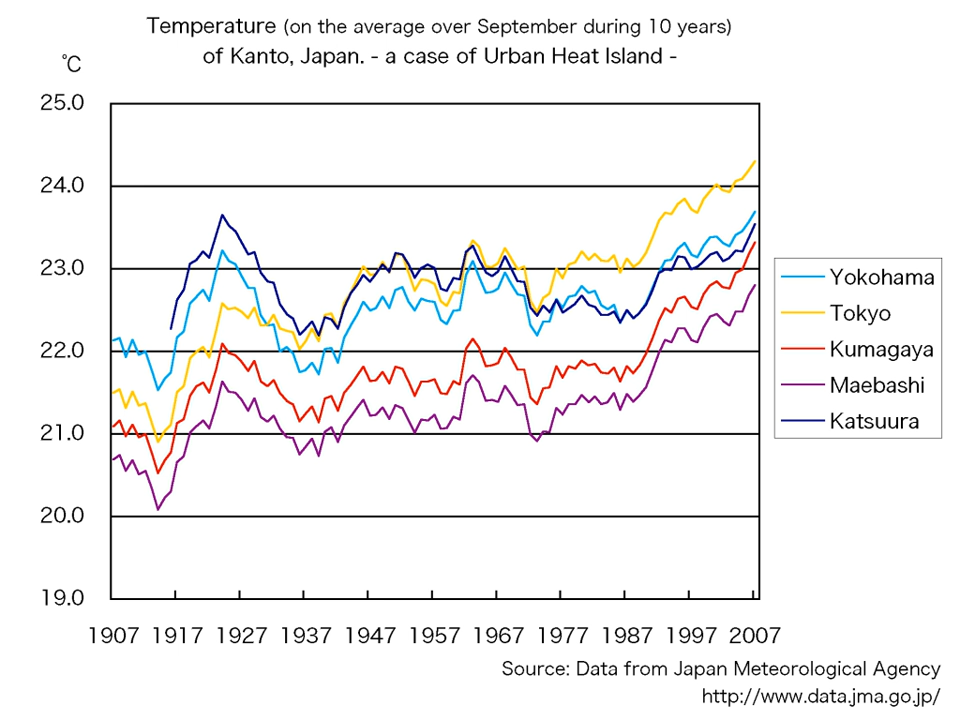 Temperature (on the average over September during 10 years)
of Kanto, Japan. - a case of Urban Heat Island -
℃
25.0
24.0
23.0
22.0
21.0
20.0
19.0
1907 1917 1927 1937 1947 1957 1967 1977 1987 1997 2007
Yokohama
Tokyo
Kumagaya
Maebashi
Katsuura
Source: Data from Japan Meteorological Agency
http://www.data.jma.go.jp/